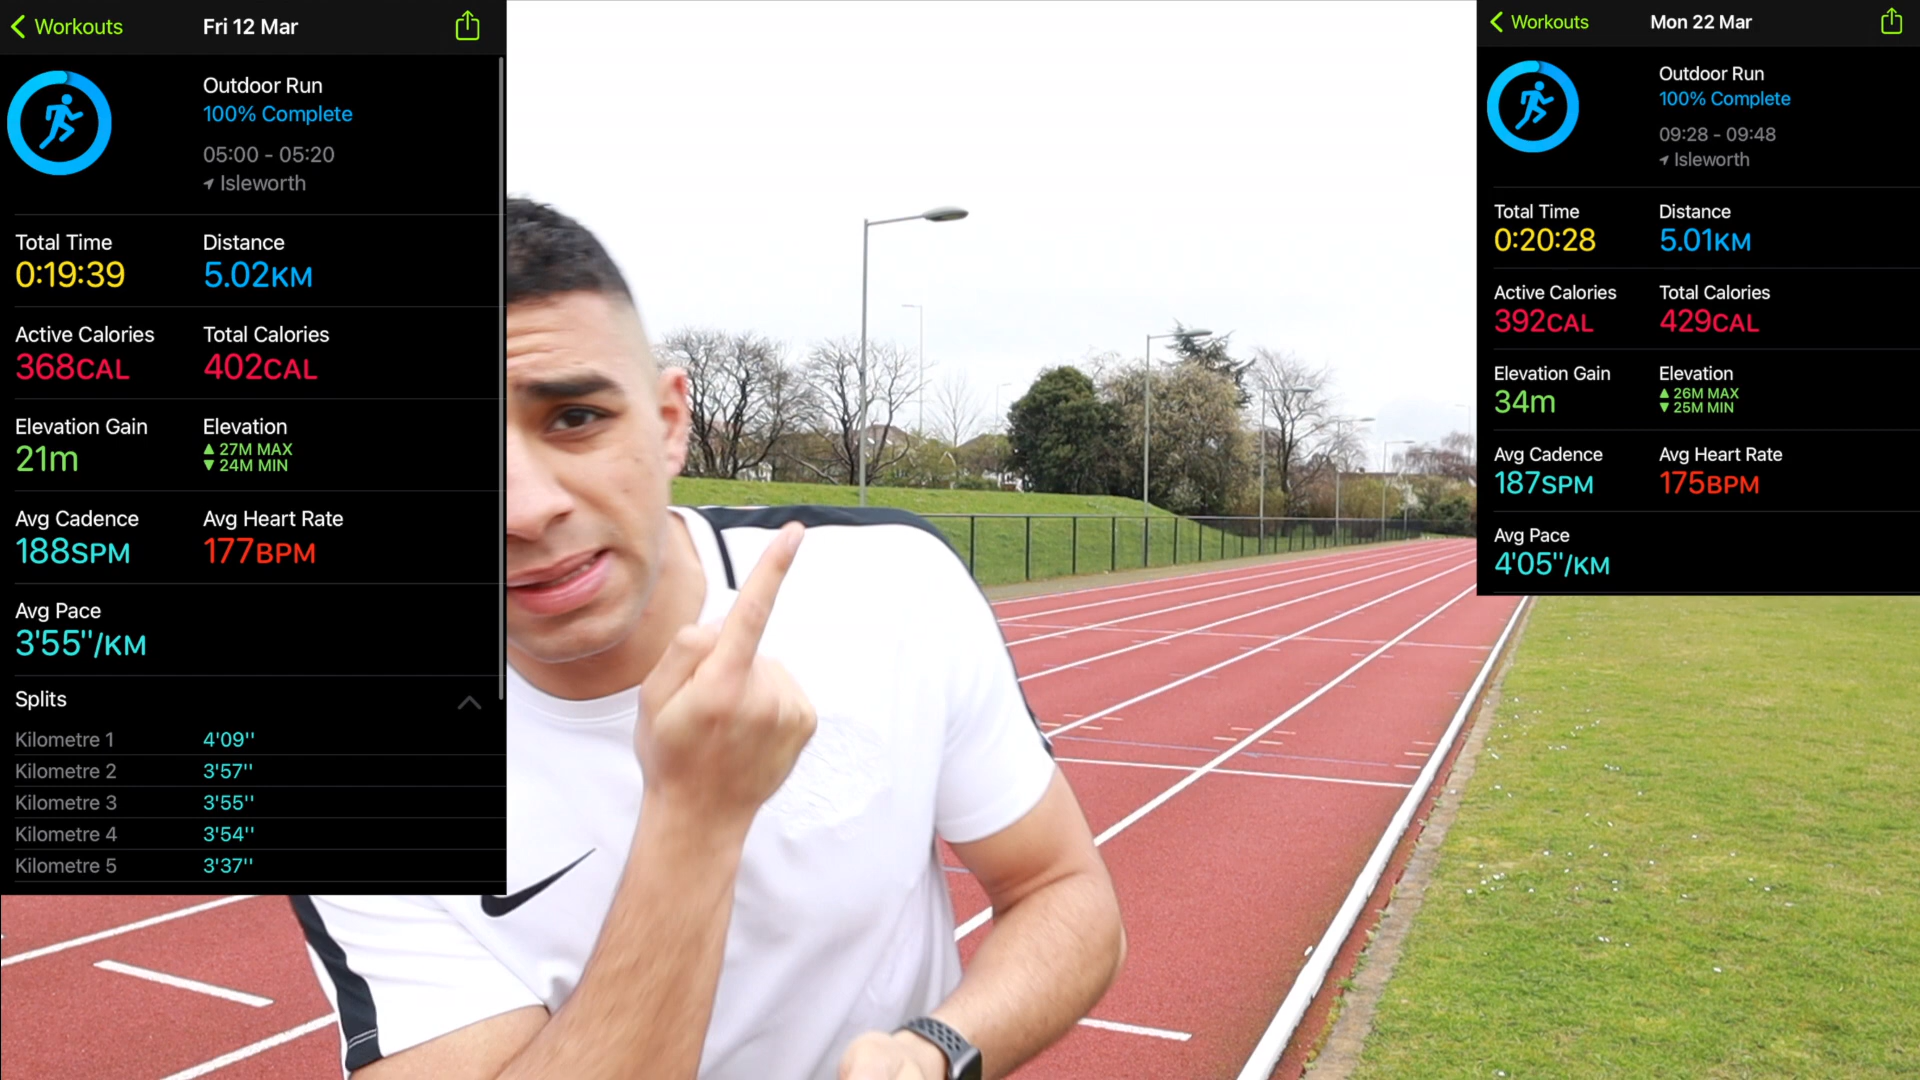 Workouts
Fri 12 Mar
Outdoor Run
100% Complete
05:00 - 05:20
Isleworth
Total Time
Distance
0:19:39
5.02KM
Active Calories
Total Calories
368CAL
402CAL
Elevation Gain
Elevation
21m
▲ 27M MAX
▼ 24M MIN
Avg Cadence
Avg Heart Rate
188SPM
177BPM
Avg Pace
3'55"/KM
Splits
Kilometre 1 4'09''
Kilometre 2 3'57''
Kilometre 3 3'55''
Kilometre 4 3'54''
Kilometre 5 3'37''
Workouts
Mon 22 Mar
Outdoor Run
100% Complete
09:28 - 09:48
Isleworth
Total Time
Distance
0:20:28
5.01KM
Active Calories
Total Calories
392CAL
429CAL
Elevation Gain
Elevation
34m
▲ 26M MAX
▼ 25M MIN
Avg Cadence
Avg Heart Rate
187SPM
175BPM
Avg Pace
4'05"/KM